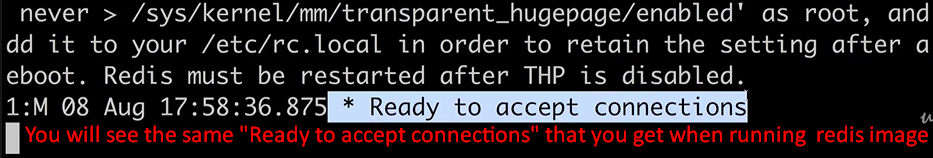 never > /sys/kernel/mm/transparent_hugepage/enabled' as root, and
dd it to your /etc/rc.local in order to retain the setting after a
eboot. Redis must be restarted after THP is disabled.
1:M 08 Aug 17:58:36.875 * Ready to accept connections
You will see the same "Ready to accept connections" that you get when running redis image